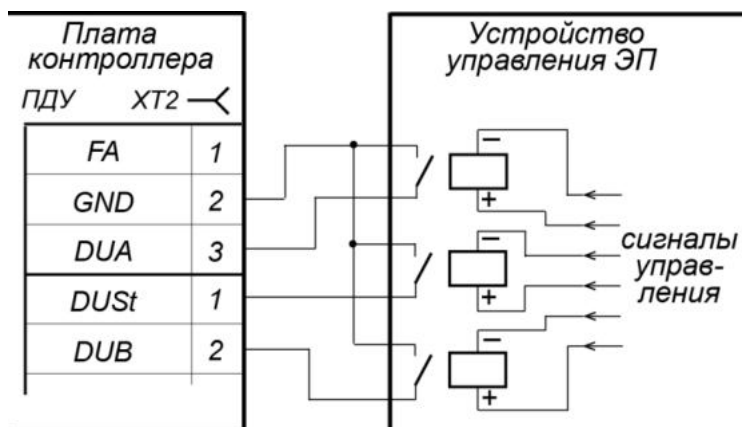 Плата
контроллера
ПДУ XT2
FA 1
GND 2
DUA 3
DUSt 1
DUB 2
Устройство
управления ЭП
–
+
–
+
–
+
сигналы
управ-
ления